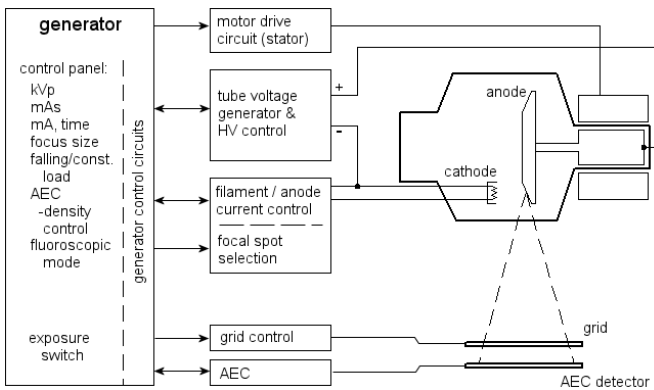 generator
control panel:
kVp
mAs
mA, time
focus size
falling/const.
load
AEC
-density
control
fluoroscopic
mode
exposure
switch
generator control circuits
motor drive
circuit (stator)
tube voltage
generator &
HV control
+
-
filament / anode
current control
focal spot
selection
grid control
AEC
anode
cathode
grid
AEC detector